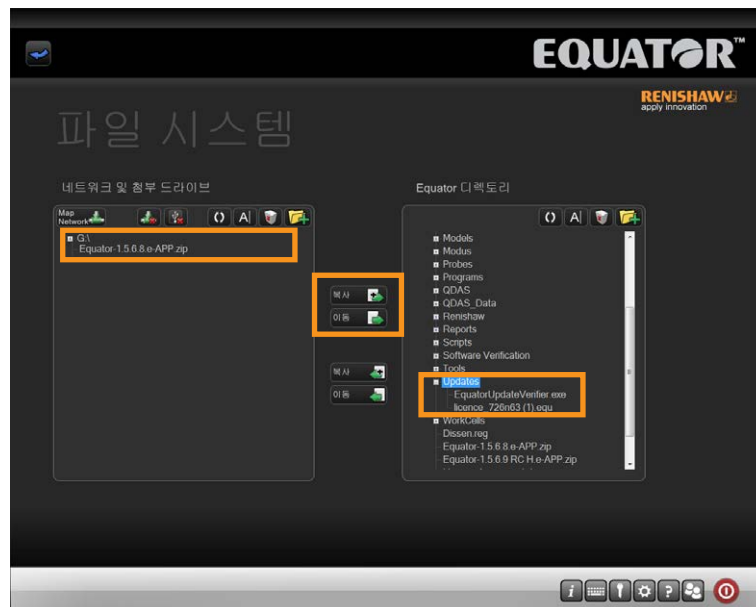 EQUATOR™
RENISHAW
apply innovation
파일 시스템
네트워크 및 첨부 드라이브
Equator 디렉토리
Map
Network
A|
A|
G:\
Equator-1.5.6.8.e-APP.zip
복사
이동
복사
이동
Models
Modus
Probes
Programs
QDAS
QDAS_Data
Renishaw
Reports
Scripts
Software Verification
Tools
Updates
EquatorUpdateVerifier.exe
licence_726n63 (1).equ
WorkCells
Dissen.reg
Equator-1.5.6.8.e-APP.zip
Equator-1.5.6.9 RC H.e-APP.zip